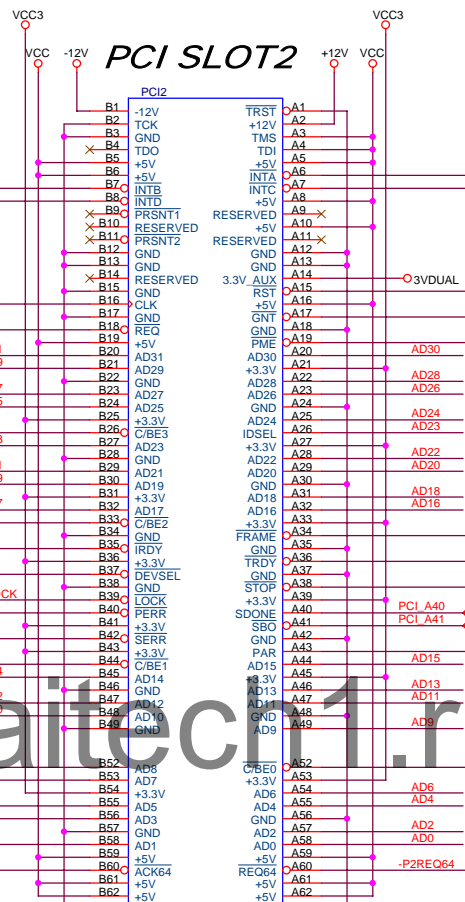 VCC3 VCC3
VCC -12V PCI SLOT2 +12V VCC
PCI2
B1 -12V TRST A1
B2 TCK +12V A2
B3 GND TMS A3
B4 TDO TDI A4
B5 +5V +5V A5
B6 +5V INTA A6
B7 INTB INTC A7
B8 INTD +5V A8
B9 PRSNT1 RESERVED A9
B10 RESERVED +5V A10
B11 PRSNT2 RESERVED A11
B12 GND GND A12
B13 GND GND A13
B14 RESERVED 3.3V_AUX A14 3VDUAL
B15 GND RST A15
B16 CLK +5V A16
B17 GND GNT A17
B18 REQ GND A18
B19 +5V PME A19
B20 AD31 AD30 A20 AD30
B21 AD29 +3.3V A21
B22 GND AD28 A22 AD28
B23 AD27 AD26 A23 AD26
B24 AD25 GND A24
B25 +3.3V AD24 A25 AD24
B26 C/BE3 IDSEL A26 AD23
B27 AD23 +3.3V A27
B28 GND AD22 A28 AD22
B29 AD21 AD20 A29 AD20
B30 AD19 GND A30
B31 +3.3V AD18 A31 AD18
B32 AD17 AD16 A32 AD16
B33 C/BE2 +3.3V A33
B34 GND FRAME A34
B35 IRDY GND A35
B36 +3.3V TRDY A36
B37 DEVSEL GND A37
B38 GND STOP A38
OCK B39 LOCK +3.3V A39
B40 PERR SDONE A40 PCI_A40
B41 +3.3V SBO A41 PCI_A41
B42 SERR GND A42
B43 +3.3V PAR A43
B44 C/BE1 AD15 A44 AD15
B45 AD14 +3.3V A45
B46 GND AD13 A46 AD13
B47 AD12 AD11 A47 AD11
B48 AD10 GND A48
B49 GND AD9 A49 AD9
aitech1.r
B52 AD8 C/BE0 A52
B53 AD7 +3.3V A53
B54 +3.3V AD6 A54 AD6
B55 AD5 AD4 A55 AD4
B56 AD3 GND A56
B57 GND AD2 A57 AD2
B58 AD1 AD0 A58 AD0
B59 +5V +5V A59
B60 ACK64 REQ64 A60 -P2REQ64
B61 +5V +5V A61
B62 +5V +5V A62